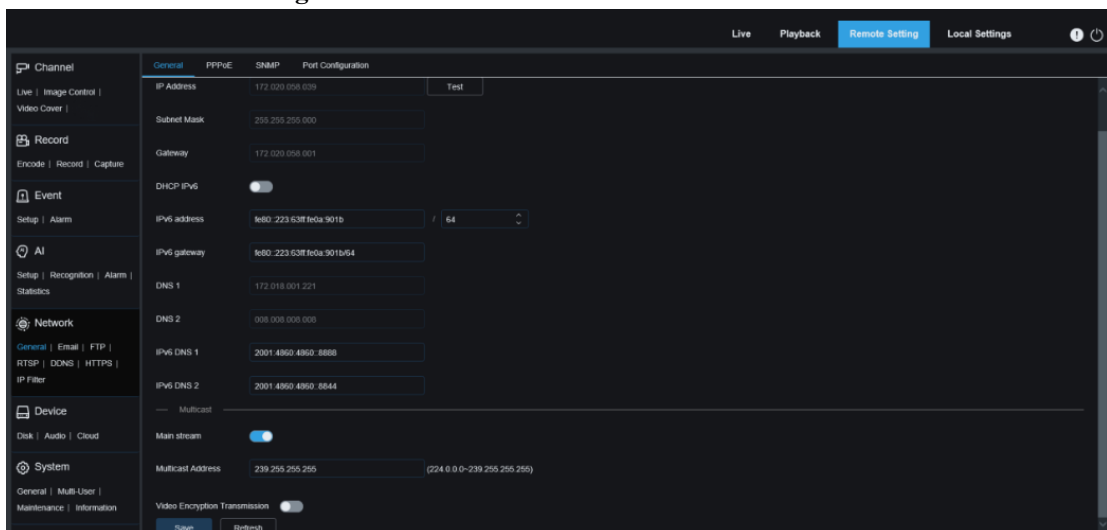 Live Playback Remote Setting Local Settings
Channel
Live | Image Control |
Video Cover |
Record
Encode | Record | Capture
Event
Setup | Alarm
AI
Setup | Recognition | Alarm |
Statistics
Network
General | Email | FTP |
RTSP | DDNS | HTTPS |
IP Filter
Device
Disk | Audio | Cloud
System
General | Multi-User |
Maintenance | Information
General PPPoE SNMP Port Configuration
IP Address 172.020.058.039 Test
Subnet Mask 255.255.255.000
Gateway 172.020.058.001
DHCP IPv6
IPv6 address fe80::223:63ff:fe0a:901b / 64
IPv6 gateway fe80::223:63ff:fe0a:901b/64
DNS 1 172.018.001.221
DNS 2 008.008.008.008
IPv6 DNS 1 2001:4860:4860::8888
IPv6 DNS 2 2001:4860:4860::8844
Multicast
Main stream
Multicast Address 239.255.255.255 (224.0.0.0~239.255.255.255)
Video Encryption Transmission
Save Refresh